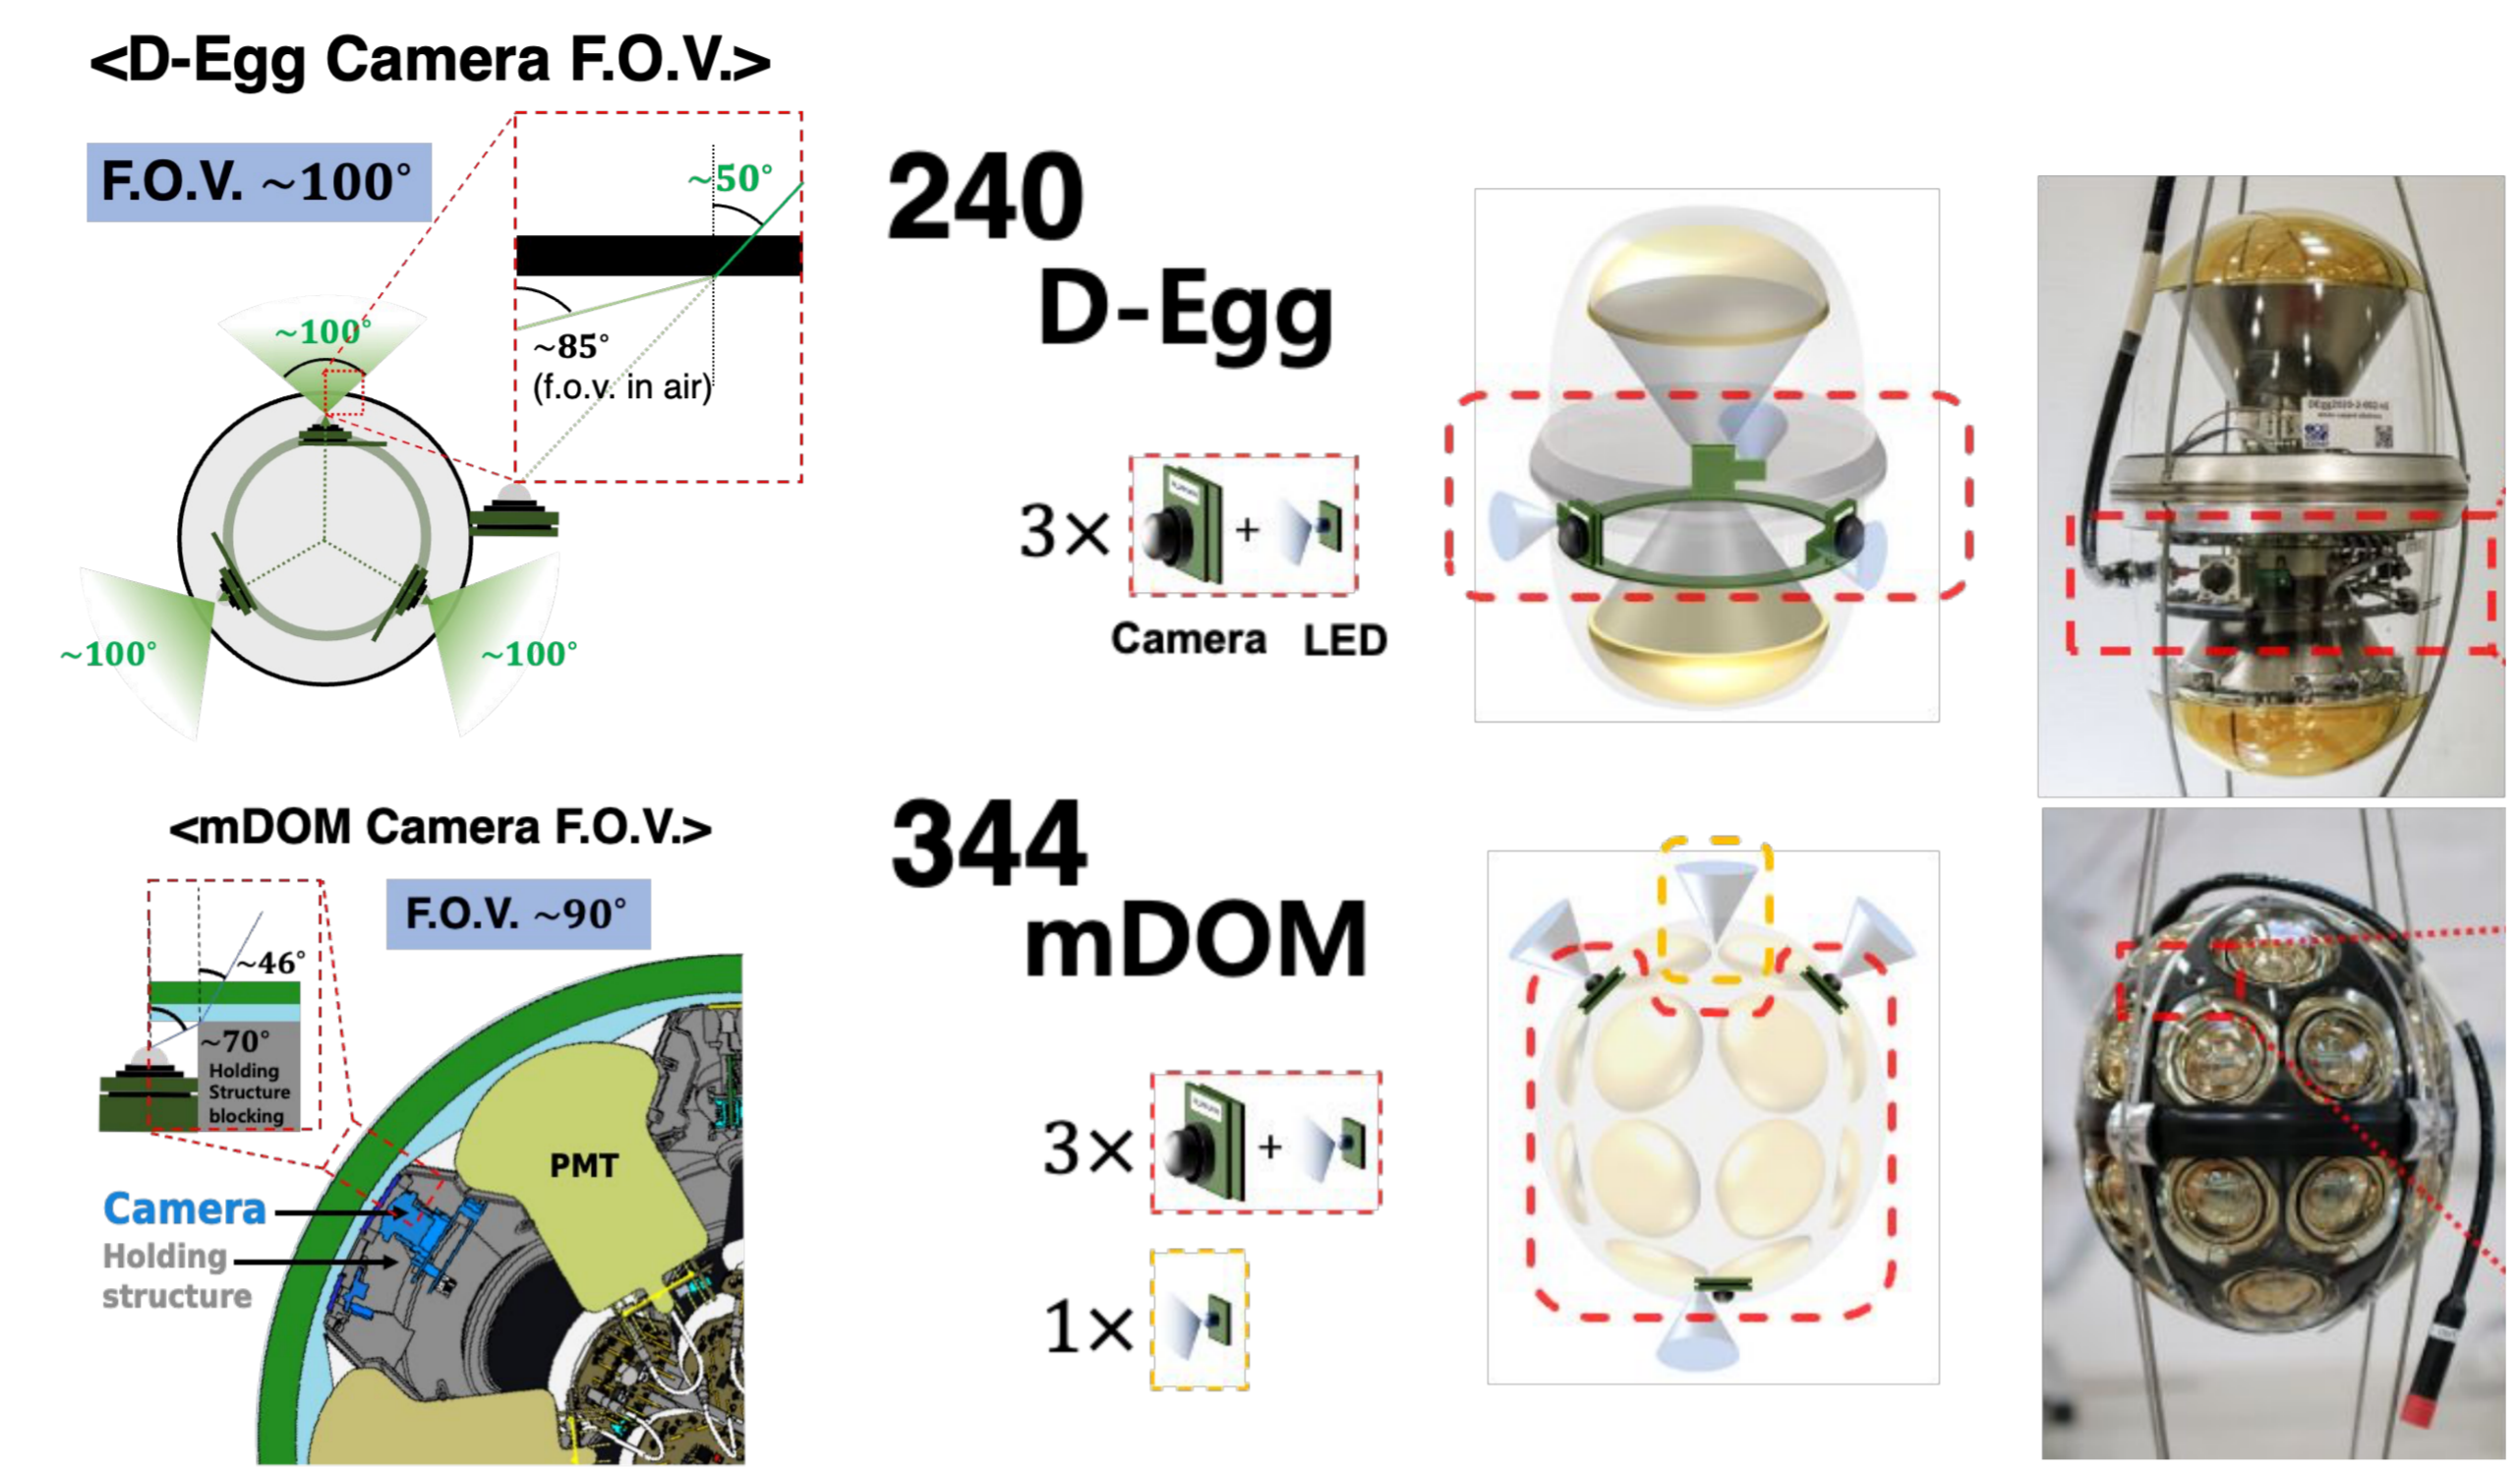 <D-Egg Camera F.O.V.>
F.O.V. ~100°
~50°
~85°
(f.o.v. in air)
~100°
~100°
~100°
240
D-Egg
3×
+
Camera LED
<mDOM Camera F.O.V.>
F.O.V. ~90°
~46°
~70°
Holding
Structure
blocking
PMT
Camera
Holding
structure
344
mDOM
3×
+
1×